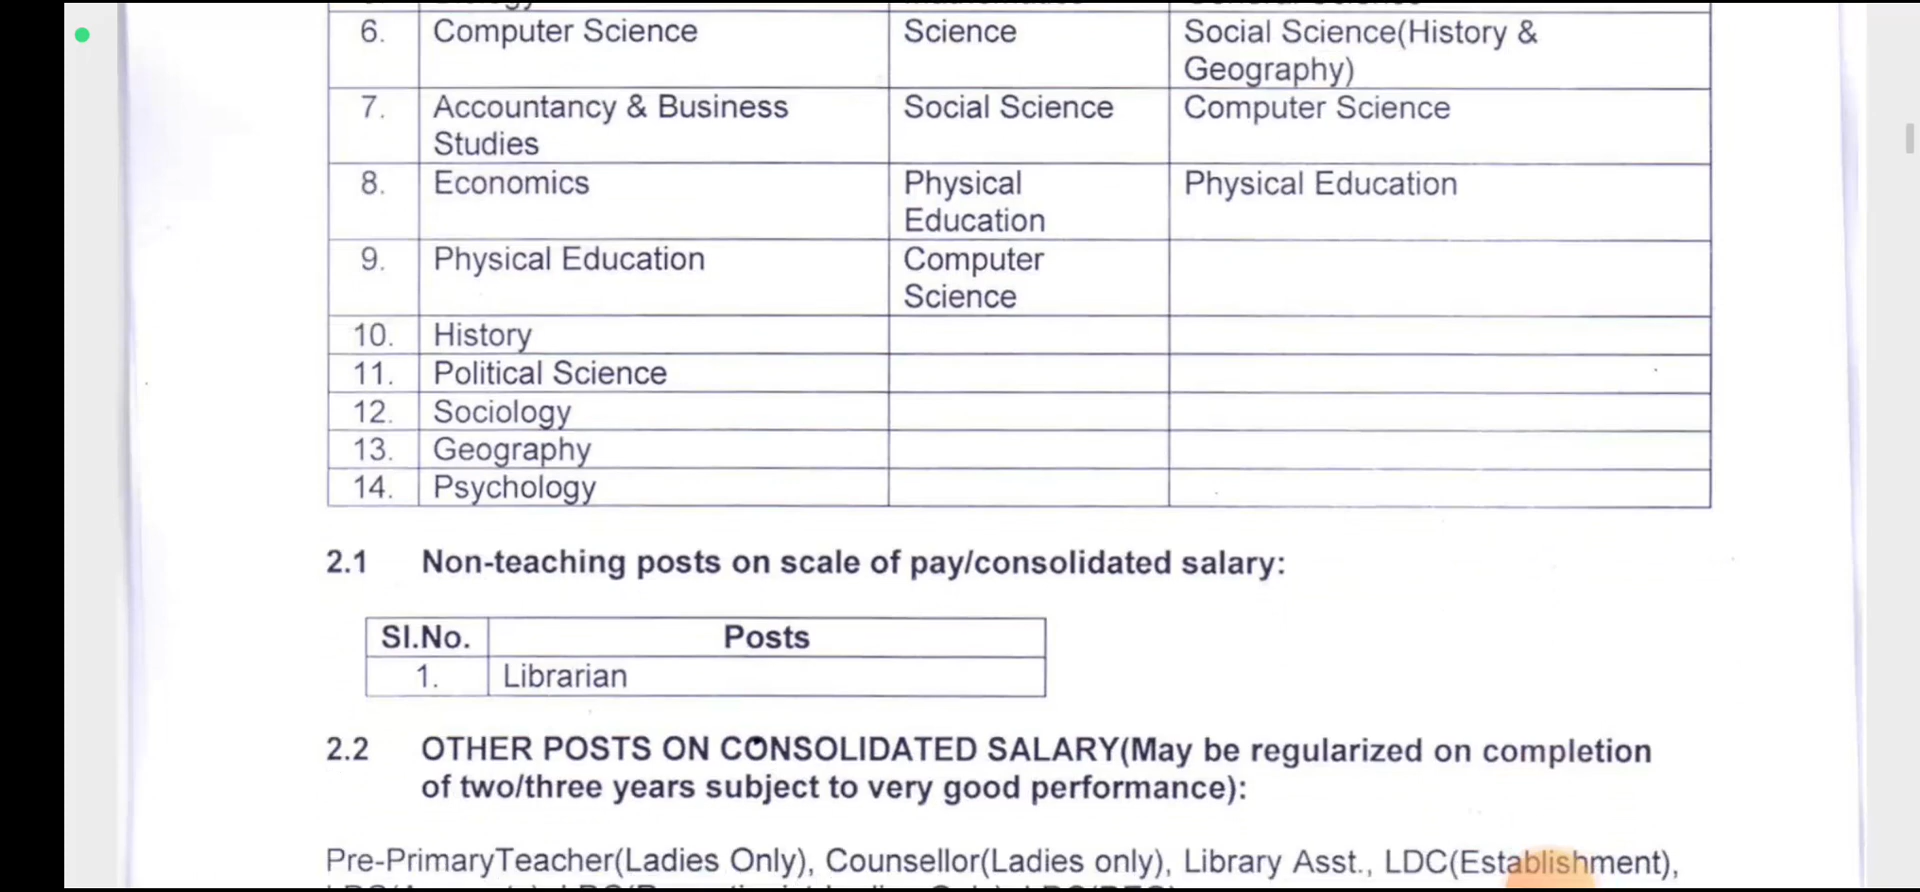 6. Computer Science Science Social Science(History &
Geography)
7. Accountancy & Business Social Science Computer Science
Studies
8. Economics Physical Physical Education
Education
9. Physical Education Computer
Science
10. History
11. Political Science
12. Sociology
13. Geography
14. Psychology
2.1 Non-teaching posts on scale of pay/consolidated salary:
Sl.No. Posts
1. Librarian
2.2 OTHER POSTS ON CONSOLIDATED SALARY(May be regularized on completion
of two/three years subject to very good performance):
Pre-PrimaryTeacher(Ladies Only), Counsellor(Ladies only), Library Asst., LDC(Establishment),